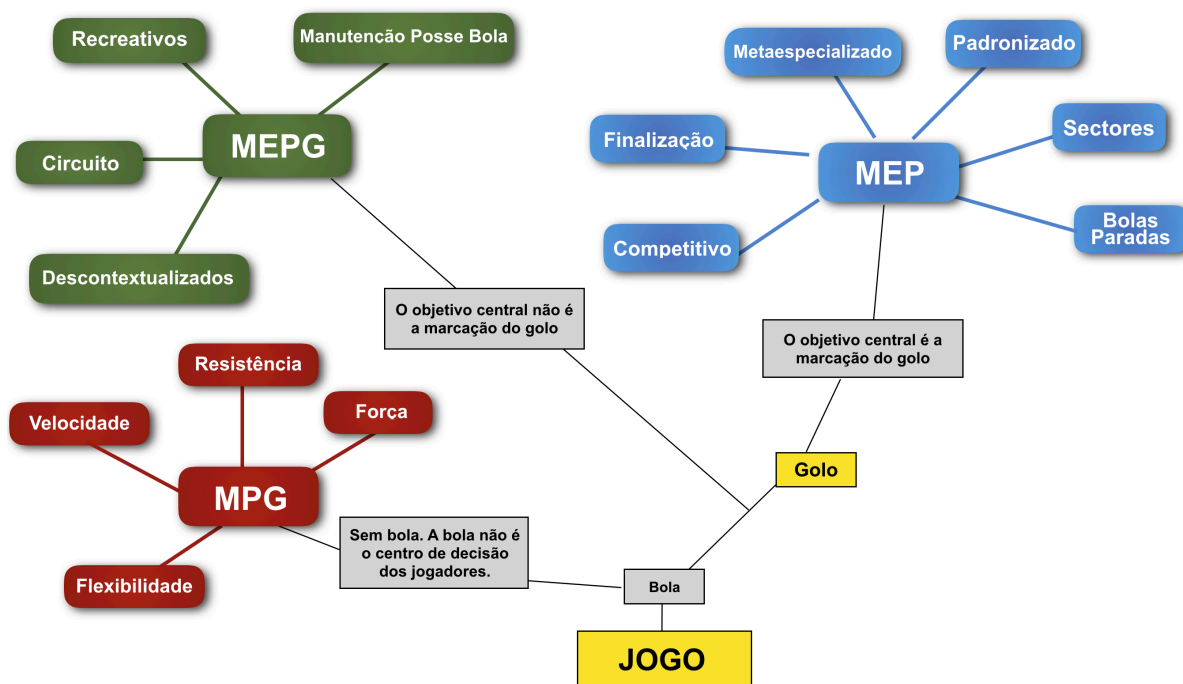 Recreativos
Manutencão Posse Bola
MEPG
Circuito
Descontextualizados
Metaespecializado
Padronizado
Finalização
Sectores
MEP
Competitivo
Bolas
Paradas
O objetivo central não é
a marcação do golo
O objetivo central é a
marcação do golo
Resistência
Velocidade
Força
MPG
Flexibilidade
Golo
Sem bola. A bola não é
o centro de decisão
dos jogadores.
Bola
JOGO